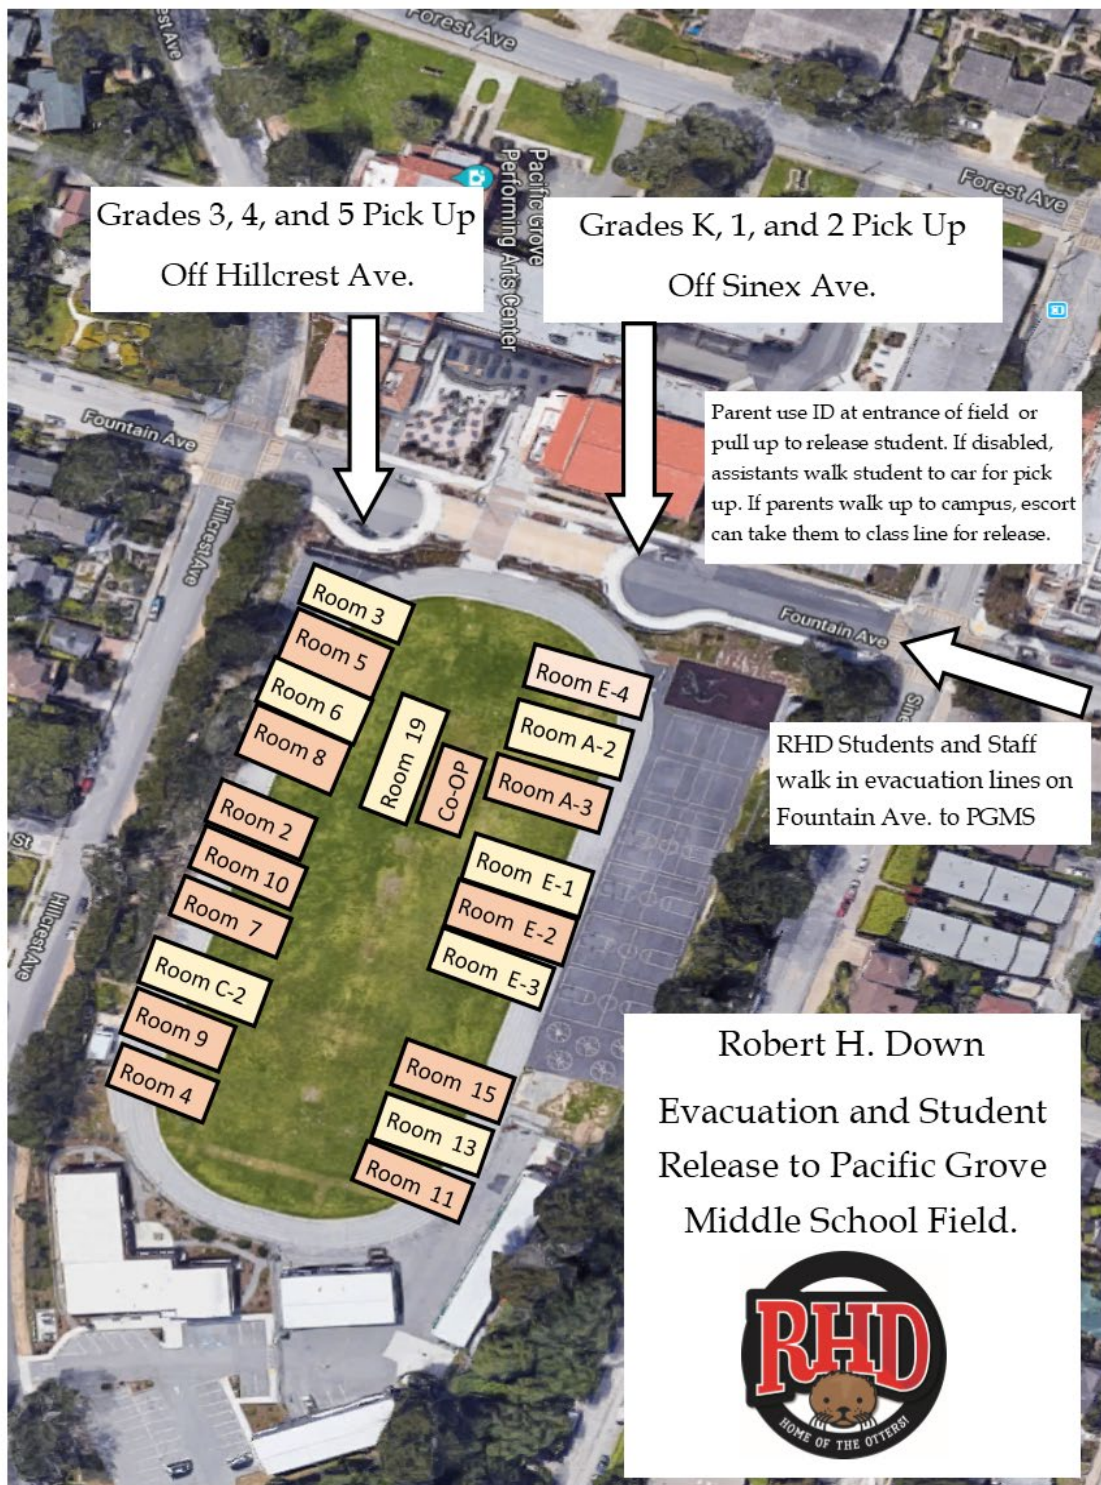 Forest Ave
est Ave
Pacific Grove
Performing Arts Center
Forest Ave
Grades 3, 4, and 5 Pick Up
Off Hillcrest Ave.
Grades K, 1, and 2 Pick Up
Off Sinex Ave.
Parent use ID at entrance of field or
pull up to release student. If disabled,
assistants walk student to car for pick
up. If parents walk up to campus, escort
can take them to class line for release.
Fountain Ave
Hillcrest Ave
Fountain Ave
Sine
RHD Students and Staff
walk in evacuation lines on
Fountain Ave. to PGMS
Room 3
Room 5
Room 6
Room 8
Room 19
Co-OP
Room E-4
Room A-2
Room A-3
Room 2
Room 10
Room 7
Room E-1
Room E-2
Room E-3
St
Hillcrest Ave
Room C-2
Room 9
Room 4
Room 15
Room 13
Room 11
Robert H. Down
Evacuation and Student
Release to Pacific Grove
Middle School Field.
RHD
HOME OF THE OTTERS!